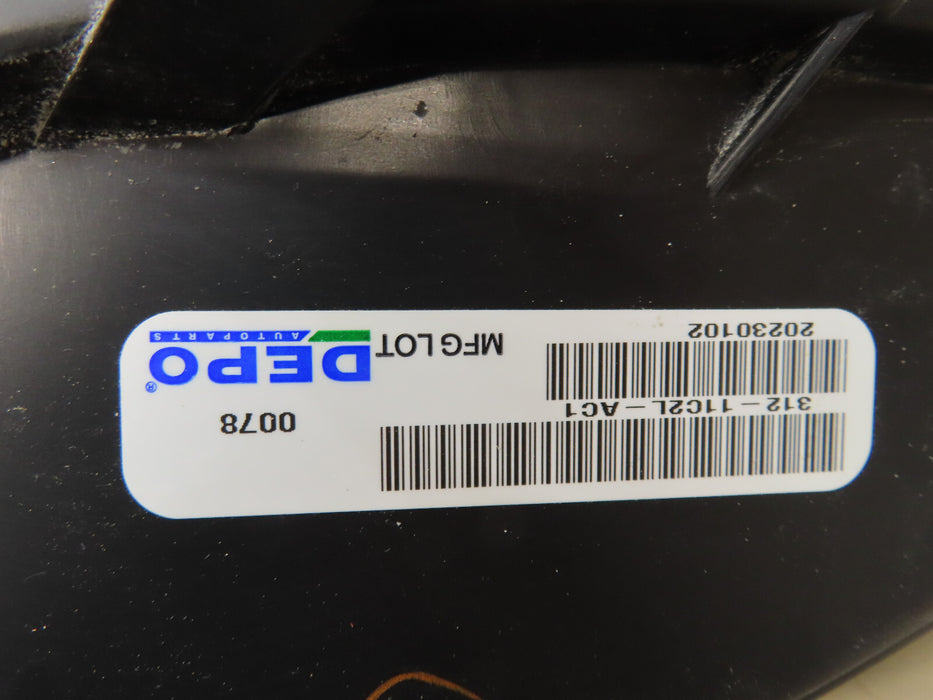 0078
312-11C2L-AC1
DEPO®
AUTOPARTS
MFG LOT
20230102